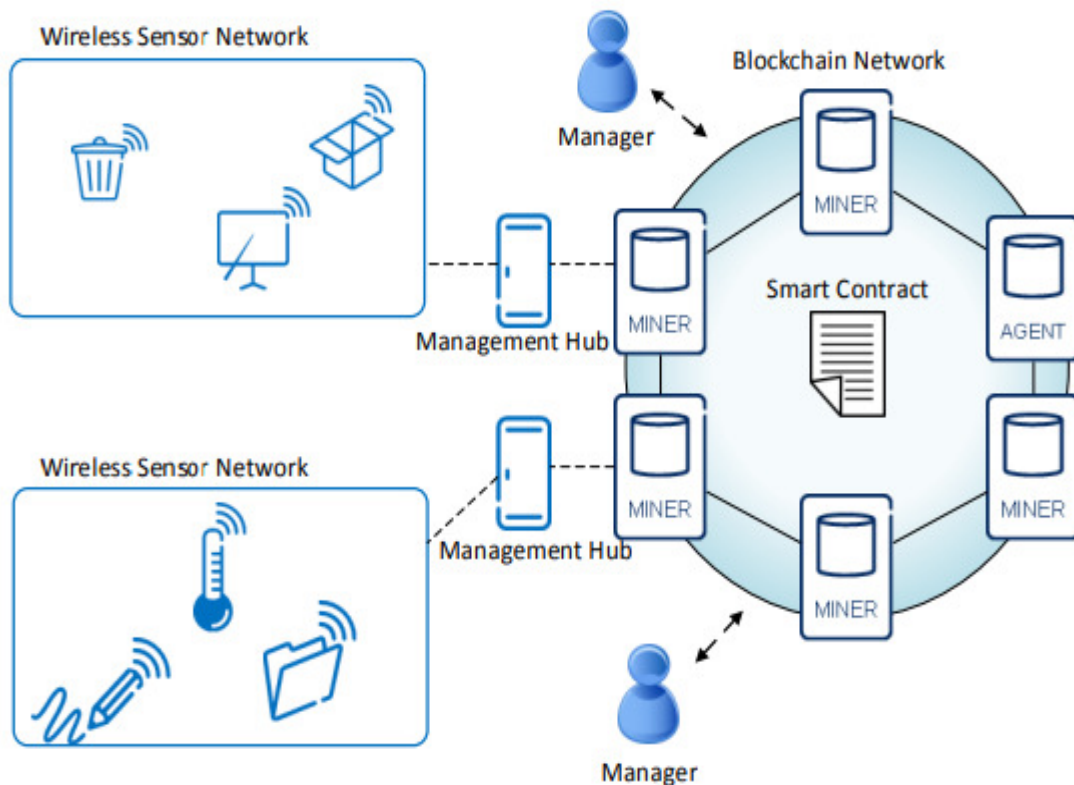 Wireless Sensor Network
Manager
Blockchain Network
MINER
MINER
AGENT
Smart Contract
Management Hub
Wireless Sensor Network
MINER
MINER
MINER
Management Hub
Manager